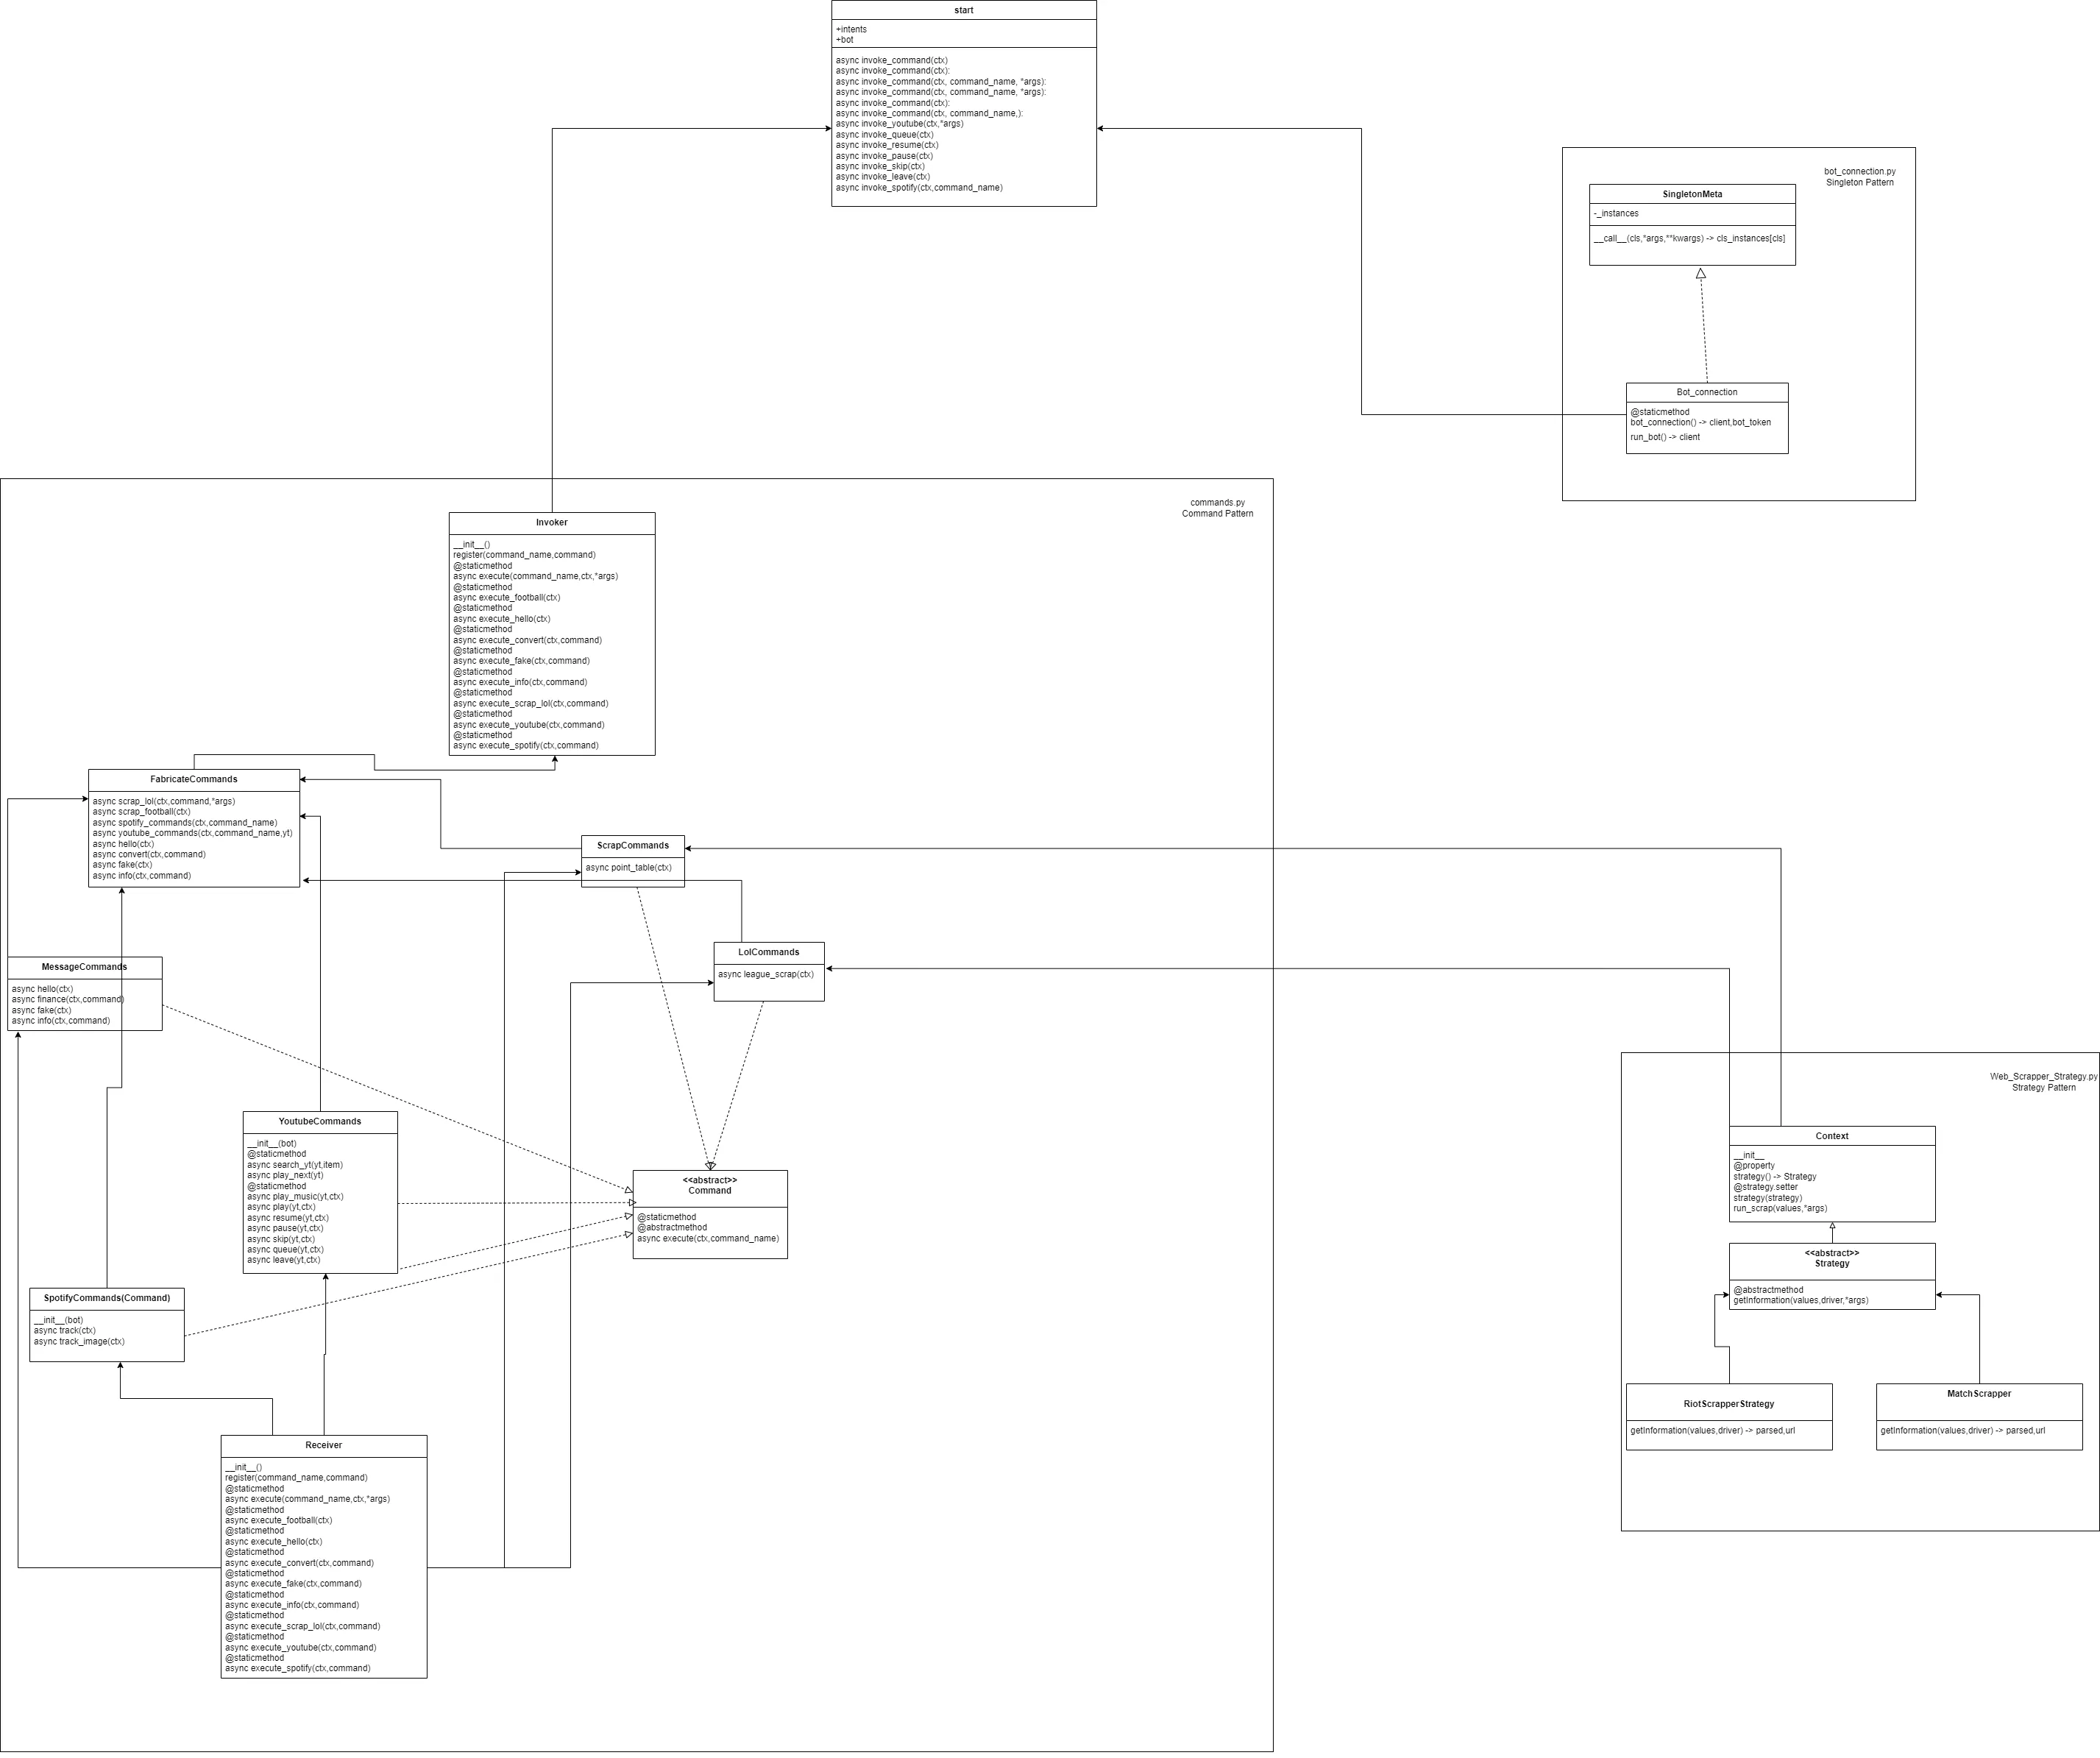 start
+intents
+bot
async invoke_command(ctx)
async invoke_command(ctx):
async invoke_command(ctx, command_name, *args):
async invoke_command(ctx, command_name, *args):
async invoke_command(ctx):
async invoke_command(ctx, command_name,):
async invoke_youtube(ctx,*args)
async invoke_queue(ctx)
async invoke_resume(ctx)
async invoke_pause(ctx)
async invoke_skip(ctx)
async invoke_leave(ctx)
async invoke_spotify(ctx,command_name)
bot_connection.py
Singleton Pattern
SingletonMeta
-_instances
__call__(cls,*args,**kwargs) -> cls_instances[cls]
Bot_connection
@staticmethod
bot_connection() -> client,bot_token
run_bot() -> client
commands.py
Command Pattern
Invoker
__init__()
register(command_name,command)
@staticmethod
async execute(command_name,ctx,*args)
@staticmethod
async execute_football(ctx)
@staticmethod
async execute_hello(ctx)
@staticmethod
async execute_convert(ctx,command)
@staticmethod
async execute_fake(ctx,command)
@staticmethod
async execute_info(ctx,command)
@staticmethod
async execute_scrap_lol(ctx,command)
@staticmethod
async execute_youtube(ctx,command)
@staticmethod
async execute_spotify(ctx,command)
FabricateCommands
async scrap_lol(ctx,command,*args)
async scrap_football(ctx)
async spotify_commands(ctx,command_name)
async youtube_commands(ctx,command_name,yt)
async hello(ctx)
async convert(ctx,command)
async fake(ctx)
async info(ctx,command)
ScrapCommands
async point_table(ctx)
LolCommands
async league_scrap(ctx)
MessageCommands
async hello(ctx)
async finance(ctx,command)
async fake(ctx)
async info(ctx,command)
YoutubeCommands
__init__(bot)
@staticmethod
async search_yt(yt,item)
async play_next(yt)
@staticmethod
async play_music(yt,ctx)
async play(yt,ctx)
async resume(yt,ctx)
async pause(yt,ctx)
async skip(yt,ctx)
async queue(yt,ctx)
async leave(yt,ctx)
<<abstract>>
Command
@staticmethod
@abstractmethod
async execute(ctx,command_name)
SpotifyCommands(Command)
__init__(bot)
async track(ctx)
async track_image(ctx)
Receiver
__init__()
register(command_name,command)
@staticmethod
async execute(command_name,ctx,*args)
@staticmethod
async execute_football(ctx)
@staticmethod
async execute_hello(ctx)
@staticmethod
async execute_convert(ctx,command)
@staticmethod
async execute_fake(ctx,command)
@staticmethod
async execute_info(ctx,command)
@staticmethod
async execute_scrap_lol(ctx,command)
@staticmethod
async execute_youtube(ctx,command)
@staticmethod
async execute_spotify(ctx,command)
Web_Scrapper_Strategy.py
Strategy Pattern
Context
__init__
@property
strategy() -> Strategy
@strategy.setter
strategy(strategy)
run_scrap(values,*args)
<<abstract>>
Strategy
@abstractmethod
getInformation(values,driver,*args)
RiotScrapperStrategy
getInformation(values,driver) -> parsed,url
MatchScrapper
getInformation(values,driver) -> parsed,url